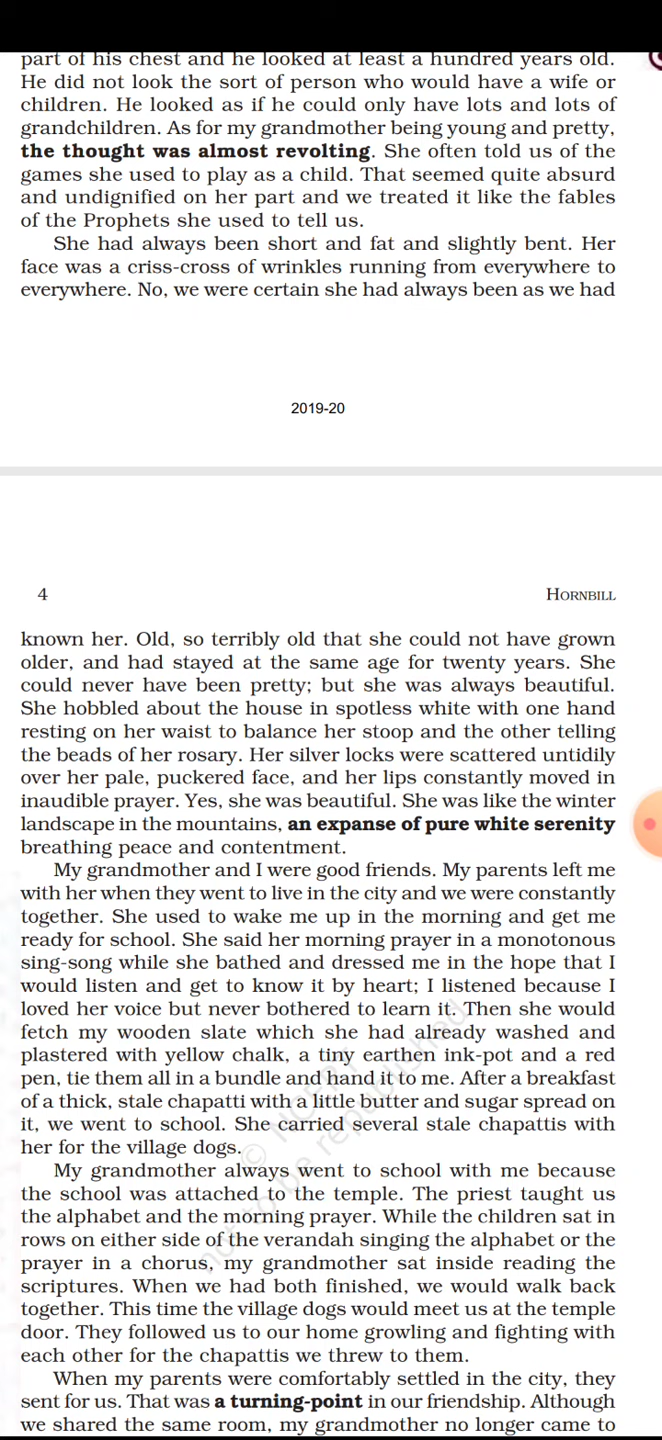 part of his chest and he looked at least a hundred years old.
He did not look the sort of person who would have a wife or
children. He looked as if he could only have lots and lots of
grandchildren. As for my grandmother being young and pretty,
the thought was almost revolting. She often told us of the
games she used to play as a child. That seemed quite absurd
and undignified on her part and we treated it like the fables
of the Prophets she used to tell us.
She had always been short and fat and slightly bent. Her
face was a criss-cross of wrinkles running from everywhere to
everywhere. No, we were certain she had always been as we had
2019-20
4 HORNBILL
known her. Old, so terribly old that she could not have grown
older, and had stayed at the same age for twenty years. She
could never have been pretty; but she was always beautiful.
She hobbled about the house in spotless white with one hand
resting on her waist to balance her stoop and the other telling
the beads of her rosary. Her silver locks were scattered untidily
over her pale, puckered face, and her lips constantly moved in
inaudible prayer. Yes, she was beautiful. She was like the winter
landscape in the mountains, an expanse of pure white serenity
breathing peace and contentment.
My grandmother and I were good friends. My parents left me
with her when they went to live in the city and we were constantly
together. She used to wake me up in the morning and get me
ready for school. She said her morning prayer in a monotonous
sing-song while she bathed and dressed me in the hope that I
would listen and get to know it by heart; I listened because I
loved her voice but never bothered to learn it. Then she would
fetch my wooden slate which she had already washed and
plastered with yellow chalk, a tiny earthen ink-pot and a red
pen, tie them all in a bundle and hand it to me. After a breakfast
of a thick, stale chapatti with a little butter and sugar spread on
it, we went to school. She carried several stale chapattis with
her for the village dogs.
My grandmother always went to school with me because
the school was attached to the temple. The priest taught us
the alphabet and the morning prayer. While the children sat in
rows on either side of the verandah singing the alphabet or the
prayer in a chorus, my grandmother sat inside reading the
scriptures. When we had both finished, we would walk back
together. This time the village dogs would meet us at the temple
door. They followed us to our home growling and fighting with
each other for the chapattis we threw to them.
When my parents were comfortably settled in the city, they
sent for us. That was a turning-point in our friendship. Although
we shared the same room, my grandmother no longer came to
© NCERT
not to be republished